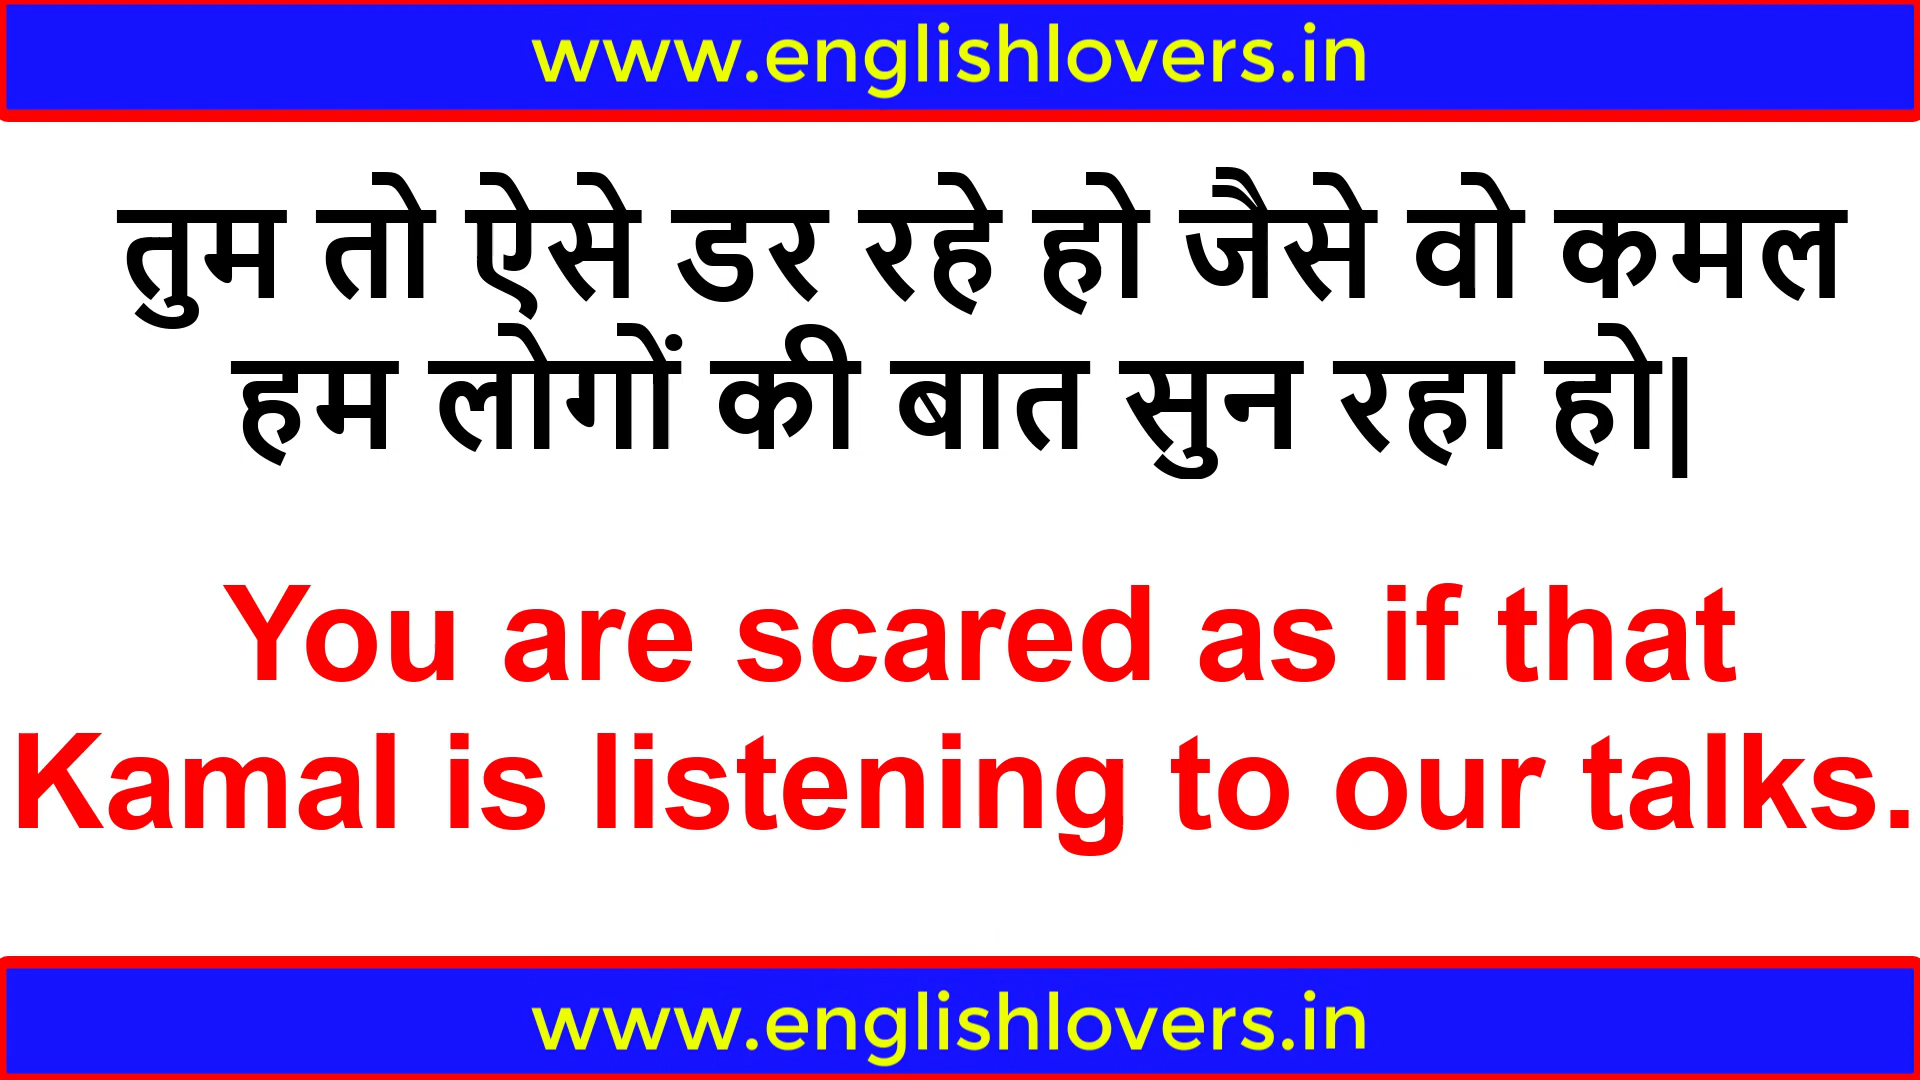 www.englishlovers.in
तुम तो ऐसे डर रहे हो जैसे वो कमल
हम लोगों की बात सुन रहा हो|
You are scared as if that
Kamal is listening to our talks.
www.englishlovers.in